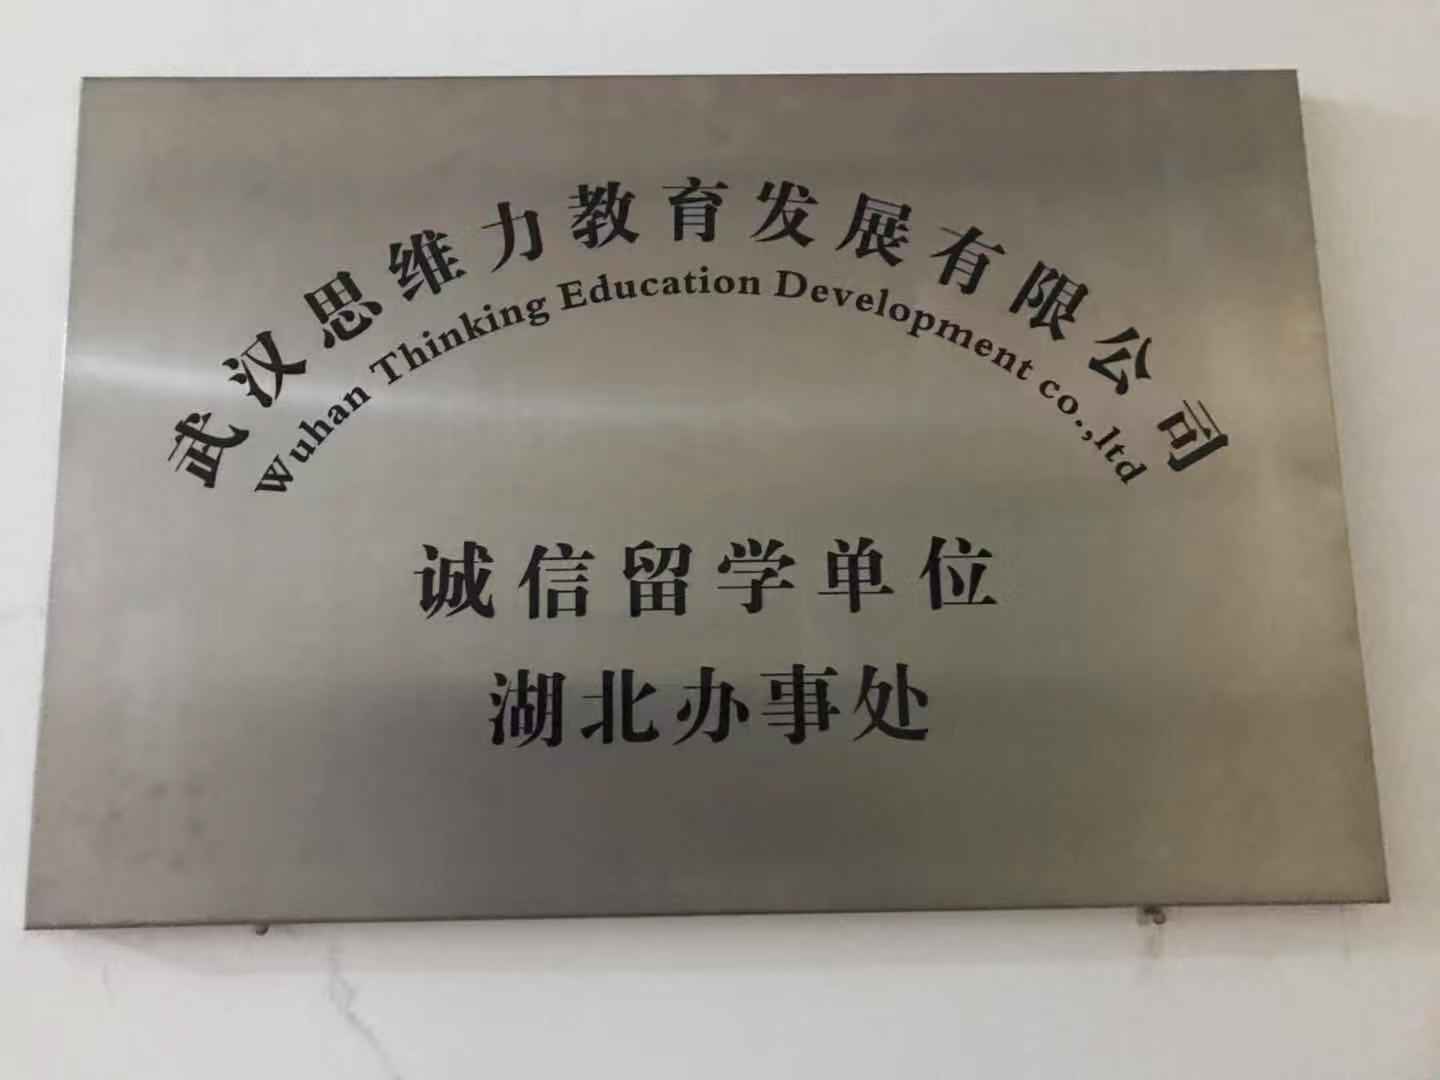 武汉思维力教育发展有限公司
Wuhan Thinking Education Development co.,ltd
诚信留学单位
湖北办事处